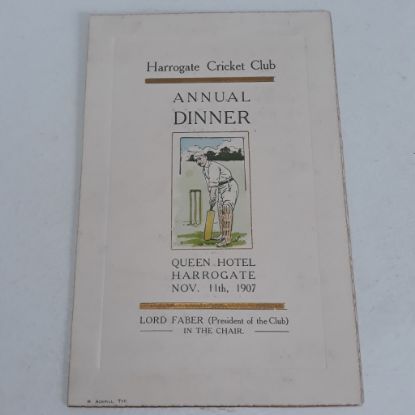 Harrogate Cricket Club
ANNUAL
DINNER
QUEEN HOTEL
HARROGATE
NOV. 11th, 1907
LORD FABER (President of the Club)
IN THE CHAIR.